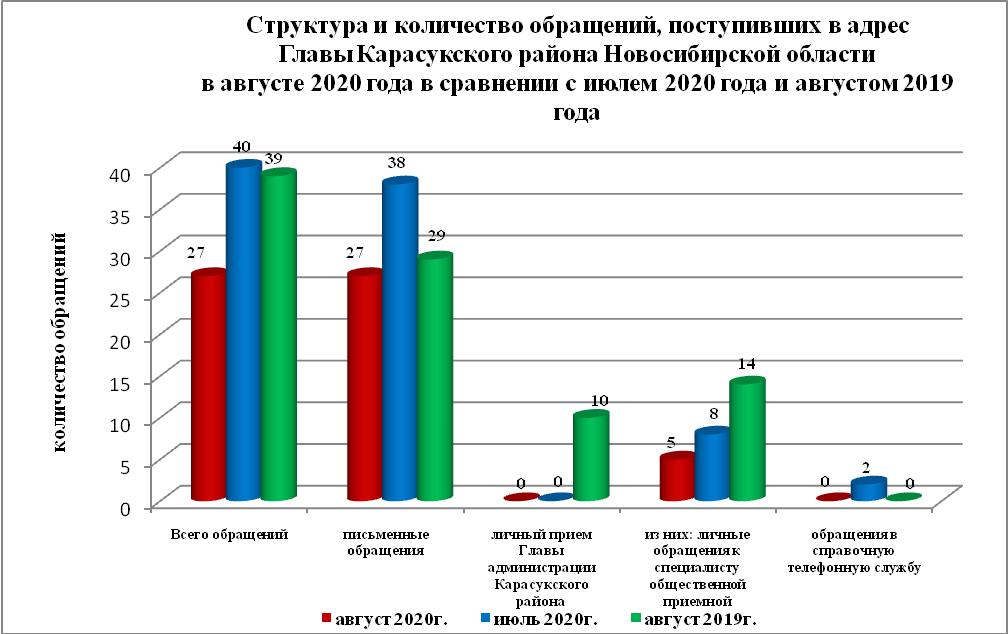 Структура и количество обращений, поступивших в адрес
Главы Карасукского района Новосибирской области
в августе 2020 года в сравнении с июлем 2020 года и августом 2019
года
количество обращений
40
35
30
25
20
15
10
5
0
27
40
39
27
38
29
0
0
10
5
8
14
0
2
0
Всего обращений
письменные
обращения
личный прием
Главы
администрации
Карасукского
района
из них: личные
обращения к
специалисту
общественной
приемной
обращения в
справочную
телефонную службу
август 2020г.
июль 2020г.
август 2019г.